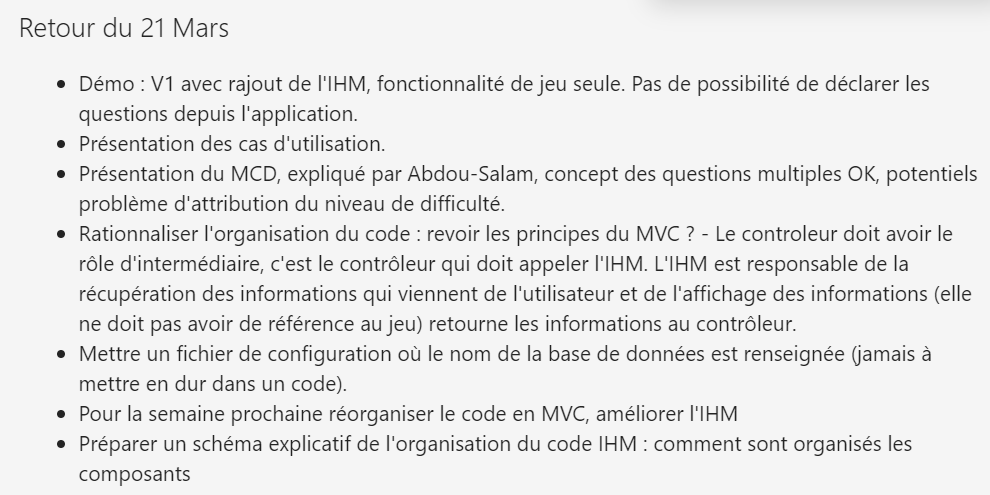 Retour du 21 Mars
• Démo : V1 avec rajout de l'IHM, fonctionnalité de jeu seule. Pas de possibilité de déclarer les
questions depuis l'application.
• Présentation des cas d'utilisation.
• Présentation du MCD, expliqué par Abdou-Salam, concept des questions multiples OK, potentiels
problème d'attribution du niveau de difficulté.
• Rationnaliser l'organisation du code : revoir les principes du MVC ? - Le controleur doit avoir le
rôle d'intermédiaire, c'est le contrôleur qui doit appeler l'IHM. L'IHM est responsable de la
récupération des informations qui viennent de l'utilisateur et de l'affichage des informations (elle
ne doit pas avoir de référence au jeu) retourne les informations au contrôleur.
• Mettre un fichier de configuration où le nom de la base de données est renseignée (jamais à
mettre en dur dans un code).
• Pour la semaine prochaine réorganiser le code en MVC, améliorer l'IHM
• Préparer un schéma explicatif de l'organisation du code IHM : comment sont organisés les
composants